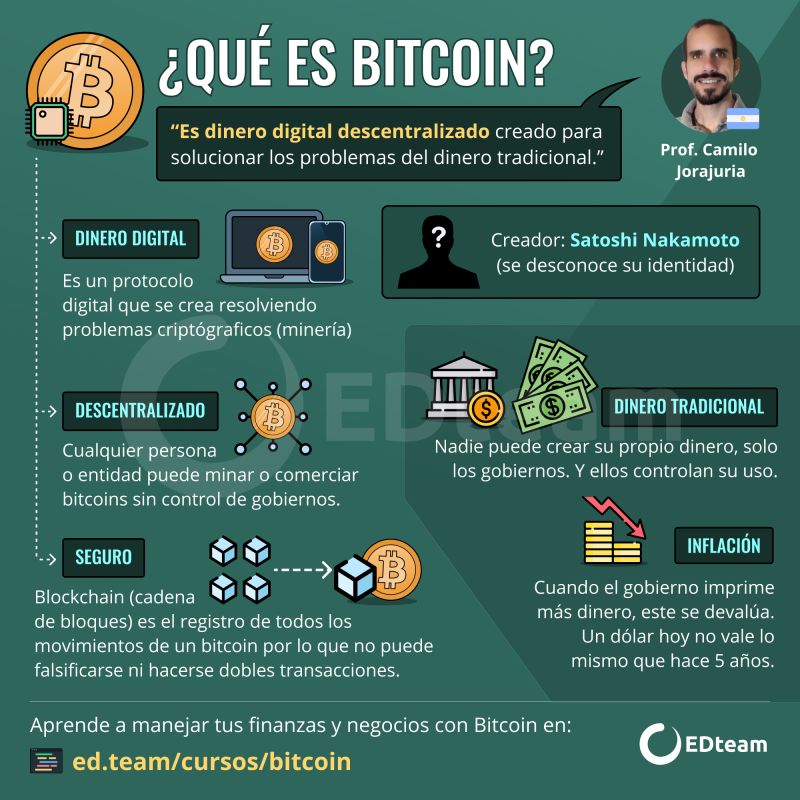 ¿QUÉ ES BITCOIN?
“Es dinero digital descentralizado creado para
solucionar los problemas del dinero tradicional.”
Prof. Camilo
Jorajuria
DINERO DIGITAL
Es un protocolo
digital que se crea resolviendo
problemas criptógraficos (minería)
?
Creador: Satoshi Nakamoto
(se desconoce su identidad)
DESCENTRALIZADO
Cualquier persona
o entidad puede minar o comerciar
bitcoins sin control de gobiernos.
DINERO TRADICIONAL
Nadie puede crear su propio dinero, solo
los gobiernos. Y ellos controlan su uso.
SEGURO
Blockchain (cadena
de bloques) es el registro de todos los
movimientos de un bitcoin por lo que no puede
falsificarse ni hacerse dobles transacciones.
INFLACIÓN
Cuando el gobierno imprime
más dinero, este se devalúa.
Un dólar hoy no vale lo
mismo que hace 5 años.
EDteam
Aprende a manejar tus finanzas y negocios con Bitcoin en:
ed.team/cursos/bitcoin
EDteam